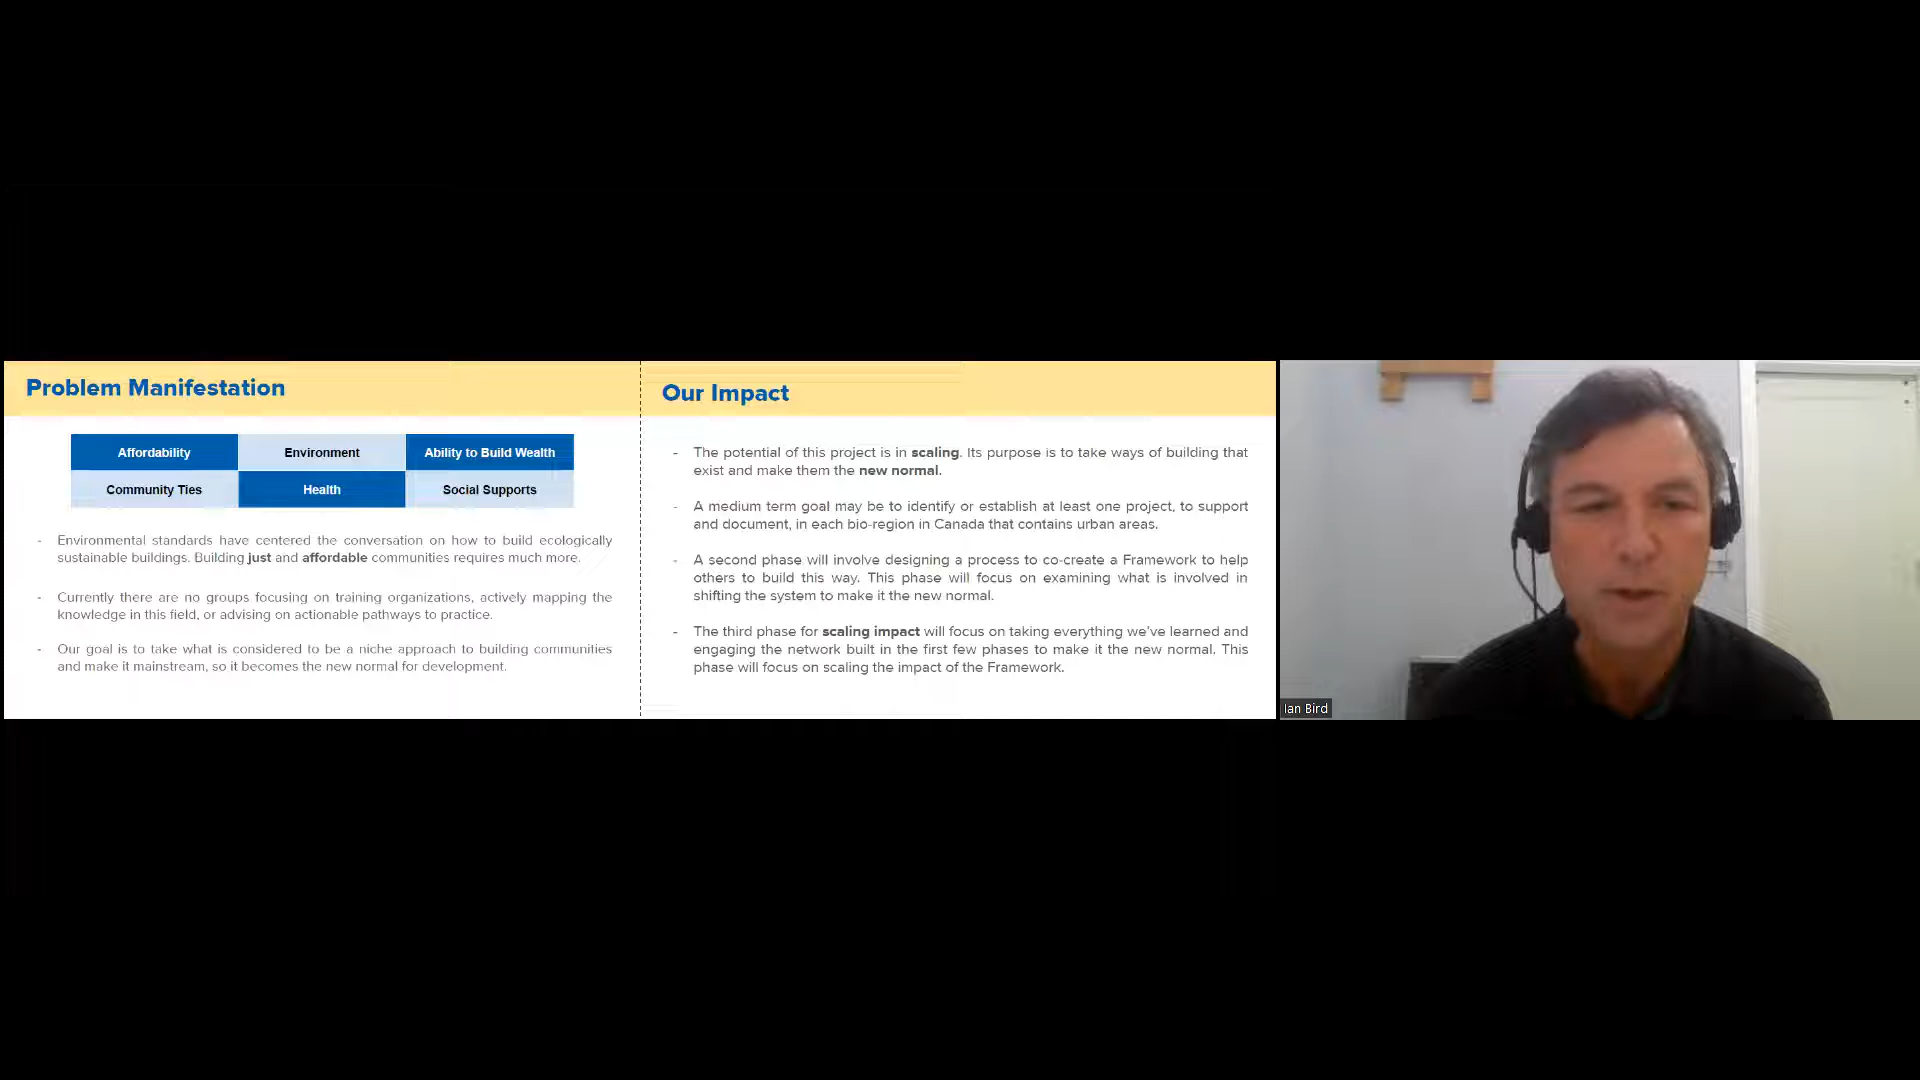 Problem Manifestation
Affordability
Environment
Ability to Build Wealth
Community Ties
Health
Social Supports
- Environmental standards have centered the conversation on how to build ecologically
sustainable buildings. Building just and affordable communities requires much more.
- Currently there are no groups focusing on training organizations, actively mapping the
knowledge in this field, or advising on actionable pathways to practice.
- Our goal is to take what is considered to be a niche approach to building communities
and make it mainstream, so it becomes the new normal for development.
Our Impact
- The potential of this project is in scaling. Its purpose is to take ways of building that
exist and make them the new normal.
- A medium term goal may be to identify or establish at least one project, to support
and document, in each bio-region in Canada that contains urban areas.
- A second phase will involve designing a process to co-create a Framework to help
others to build this way. This phase will focus on examining what is involved in
shifting the system to make it the new normal.
- The third phase for scaling impact will focus on taking everything we've learned and
engaging the network built in the first few phases to make it the new normal. This
phase will focus on scaling the impact of the Framework.
Ian Bird